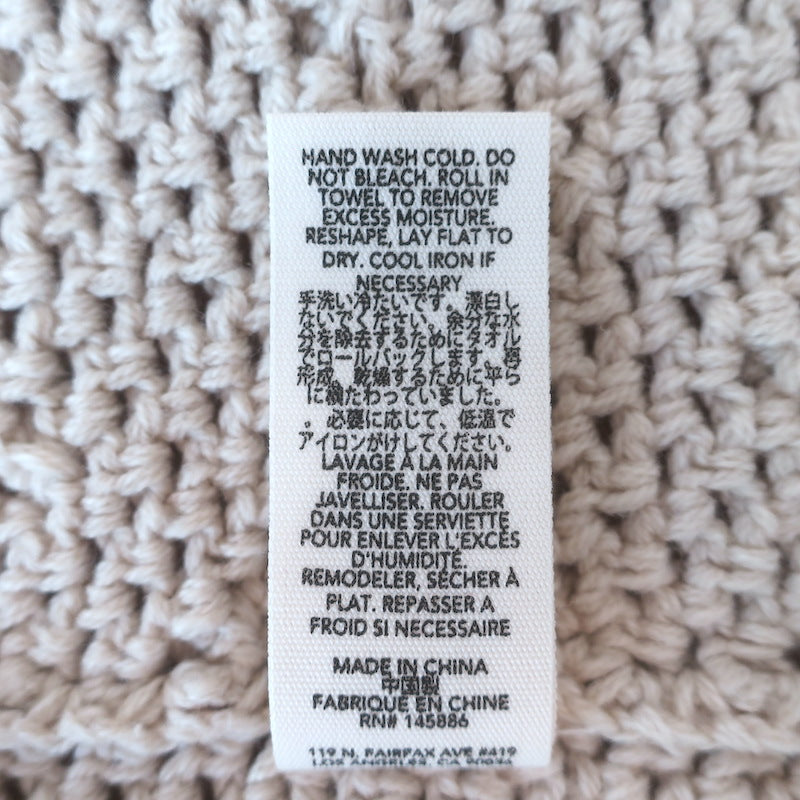 HAND WASH COLD. DO
NOT BLEACH. ROLL IN
TOWEL TO REMOVE
EXCESS MOISTURE.
RESHAPE, LAY FLAT TO
DRY. COOL IRON IF
NECESSARY
手洗い冷たいです。漂白し
ないでください。余分な水
分を除去するためにタオル
でロールバックします。再
形成、乾燥するために平ら
に横たわっていました。
。必要に応じて、低温で
アイロンがけしてください。
LAVAGE À LA MAIN
FROIDE. NE PAS
JAVELLISER. ROULER
DANS UNE SERVIETTE
POUR ENLEVER L'EXCÈS
D'HUMIDITÉ.
REMODELER, SÉCHER À
PLAT. REPASSER A
FROID SI NECESSAIRE
MADE IN CHINA
中国製
FABRIQUE EN CHINE
RN# 145886
119 N. FAIRFAX AVE #419
LOS ANGELES, CA 90036